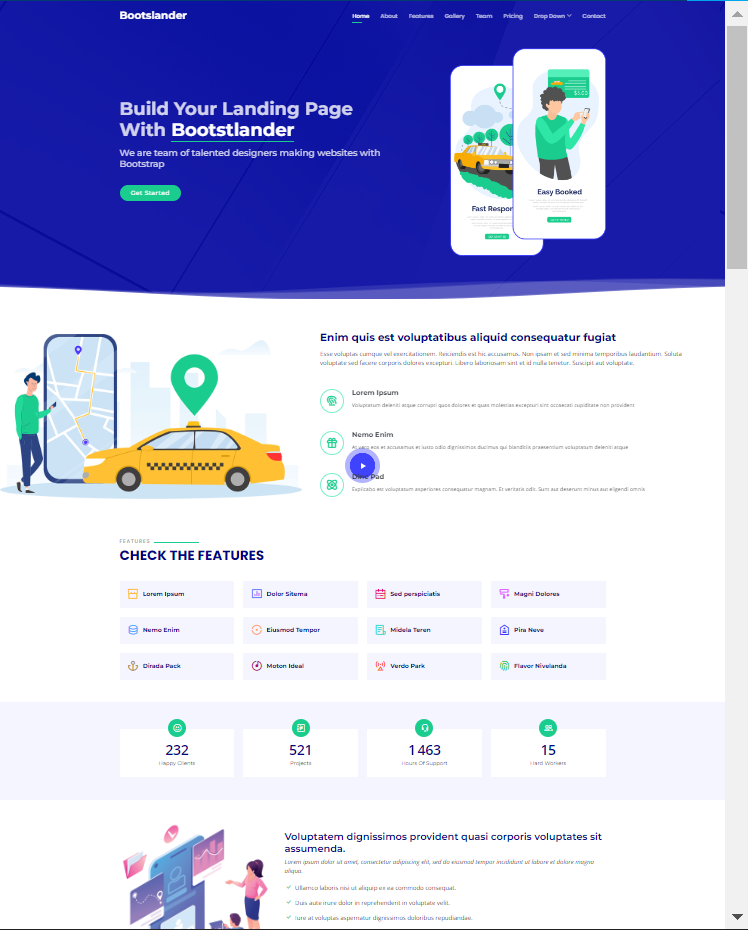 Bootslander
Home About Features Gallery Team Pricing Drop Down Contact
Build Your Landing Page
With Bootstlander
We are team of talented designers making websites with
Bootstrap
Get Started
Easy Booked
Fast Respon
Enim quis est voluptatibus aliquid consequatur fugiat
Esse voluptas cumque vel exercitationem. Reiciendis est hic accusamus. Non ipsam et sed minima temporibus laudantium. Soluta
voluptate sed facere corporis dolores excepturi. Libero laboriosam sint et id nulla tenetur. Suscipit aut voluptate.
Lorem Ipsum
Voluptatum deleniti atque corrupti quos dolores et quas molestias excepturi sint occaecati cupiditate non provident
Nemo Enim
At vero eos et accusamus et iusto odio dignissimos ducimus qui blanditiis praesentium voluptatum deleniti atque
Dine Pad
Explicabo est voluptatum asperiores consequatur magnam. Et veritatis odit. Sunt aut deserunt minus aut eligendi omnis
FEATURES
CHECK THE FEATURES
Lorem Ipsum Dolor Sitema Sed perspiciatis Magni Dolores
Nemo Enim Eiusmod Tempor Midela Teren Pira Neve
Dirada Pack Moton Ideal Verdo Park Flavor Nivelanda
232 521 1463 15
Happy Clients Projects Hours Of Support Hard Workers
Voluptatem dignissimos provident quasi corporis voluptates sit
assumenda.
Lorem ipsum dolor sit amet, consectetur adipiscing elit, sed do eiusmod tempor incididunt ut labore et dolore magna
aliqua.
Ullamco laboris nisi ut aliquip ex ea commodo consequat.
Duis aute irure dolor in reprehenderit in voluptate velit.
Iure at voluptas aspernatur dignissimos doloribus repudiandae.